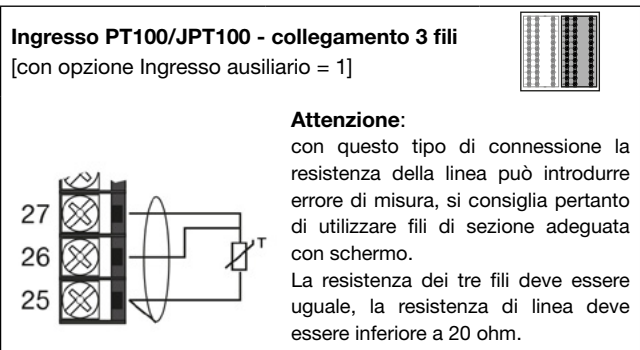 Ingresso PT100/JPT100 - collegamento 3 fili
[con opzione Ingresso ausiliario = 1]
Attenzione:
con questo tipo di connessione la
resistenza della linea può introdurre
errore di misura, si consiglia pertanto
di utilizzare fili di sezione adeguata
con schermo.
La resistenza dei tre fili deve essere
uguale, la resistenza di linea deve
essere inferiore a 20 ohm.
27
26
25
T